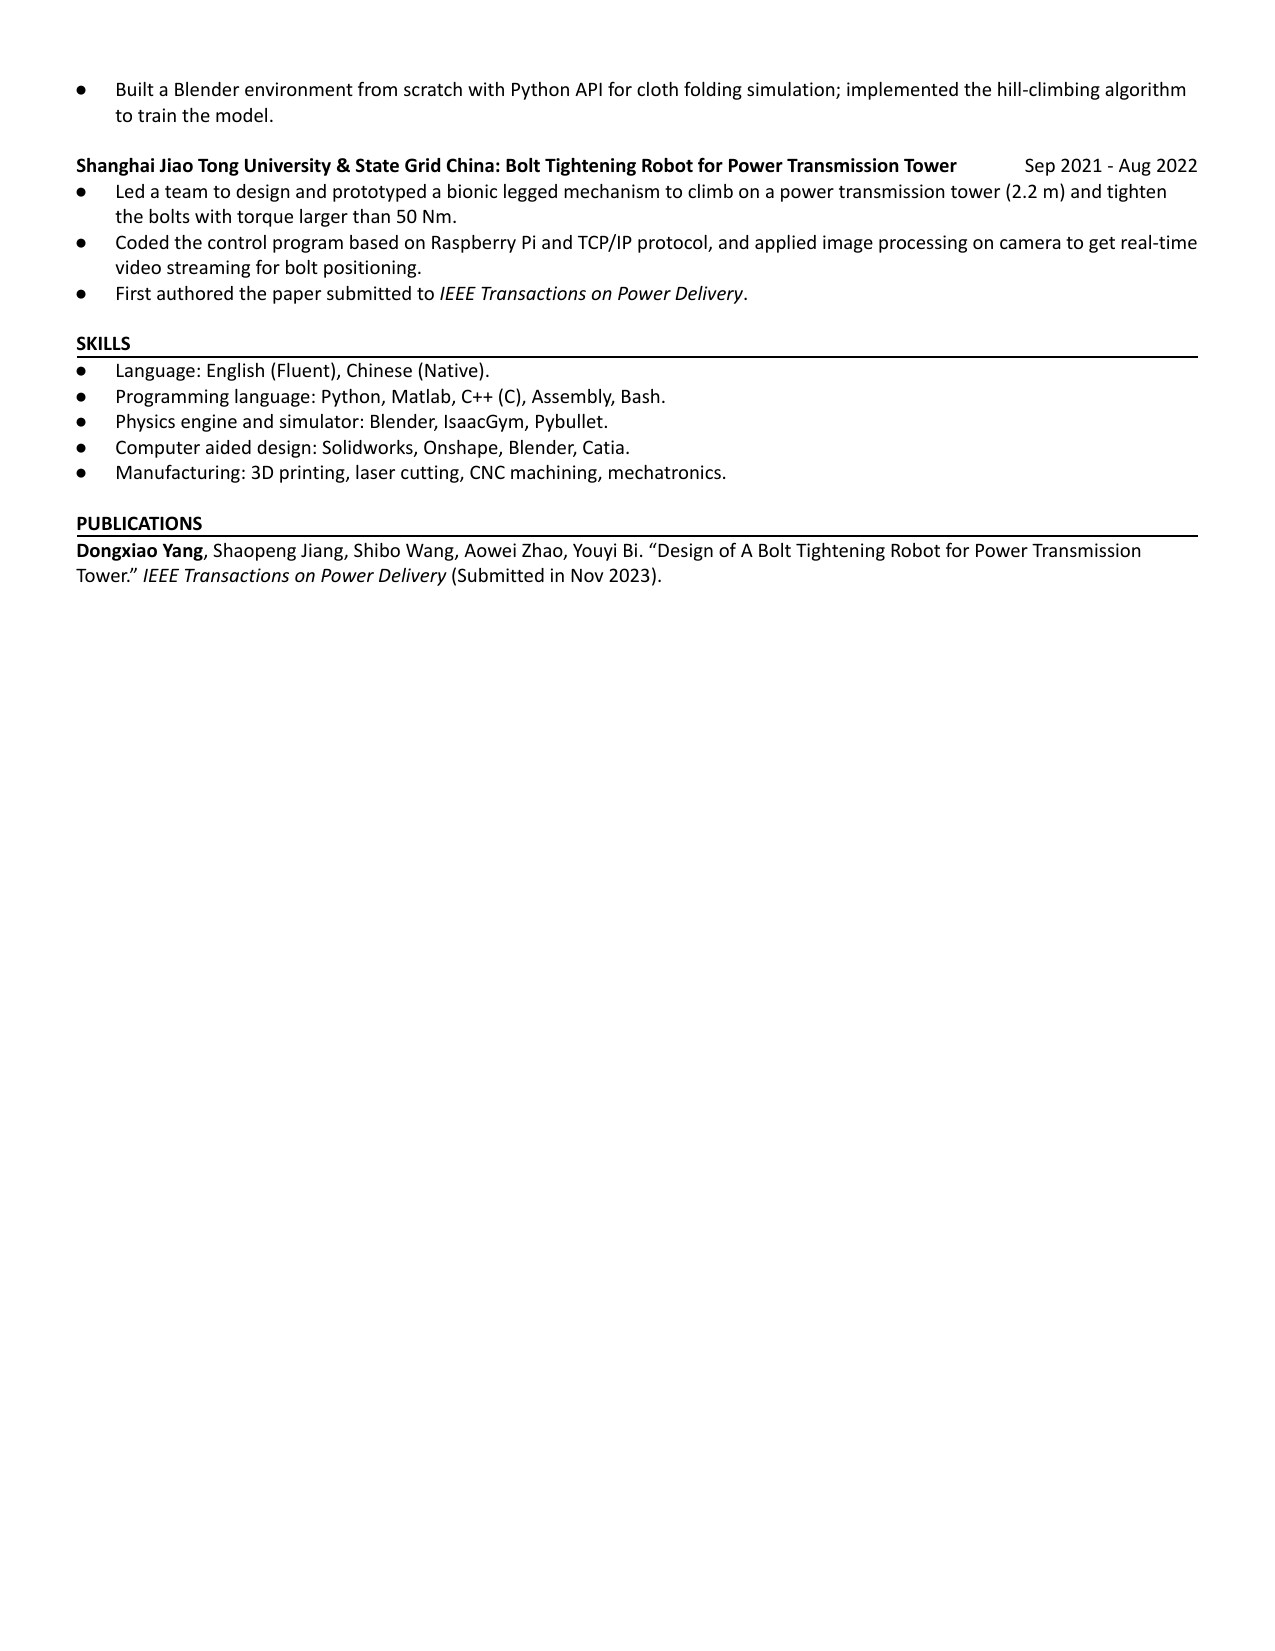 ● Built a Blender environment from scratch with Python API for cloth folding simulation; implemented the hill-climbing algorithm
to train the model.
Shanghai Jiao Tong University & State Grid China: Bolt Tightening Robot for Power Transmission Tower Sep 2021 - Aug 2022
● Led a team to design and prototyped a bionic legged mechanism to climb on a power transmission tower (2.2 m) and tighten
the bolts with torque larger than 50 Nm.
● Coded the control program based on Raspberry Pi and TCP/IP protocol, and applied image processing on camera to get real-time
video streaming for bolt positioning.
● First authored the paper submitted to IEEE Transactions on Power Delivery.
SKILLS
● Language: English (Fluent), Chinese (Native).
● Programming language: Python, Matlab, C++ (C), Assembly, Bash.
● Physics engine and simulator: Blender, IsaacGym, Pybullet.
● Computer aided design: Solidworks, Onshape, Blender, Catia.
● Manufacturing: 3D printing, laser cutting, CNC machining, mechatronics.
PUBLICATIONS
Dongxiao Yang, Shaopeng Jiang, Shibo Wang, Aowei Zhao, Youyi Bi. “Design of A Bolt Tightening Robot for Power Transmission
Tower.” IEEE Transactions on Power Delivery (Submitted in Nov 2023).